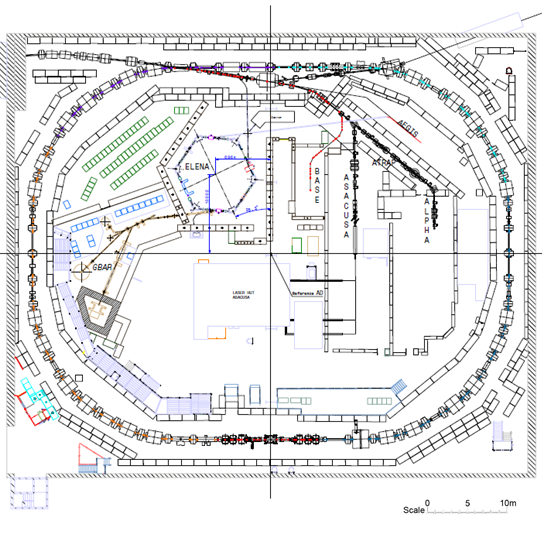 ELENA
AEGIS
ATRAP
BASE
ASACUSA
ALPHA
GBAR
LASER HUT
ASACUSA
Reference AD
Scale
0 5 10m